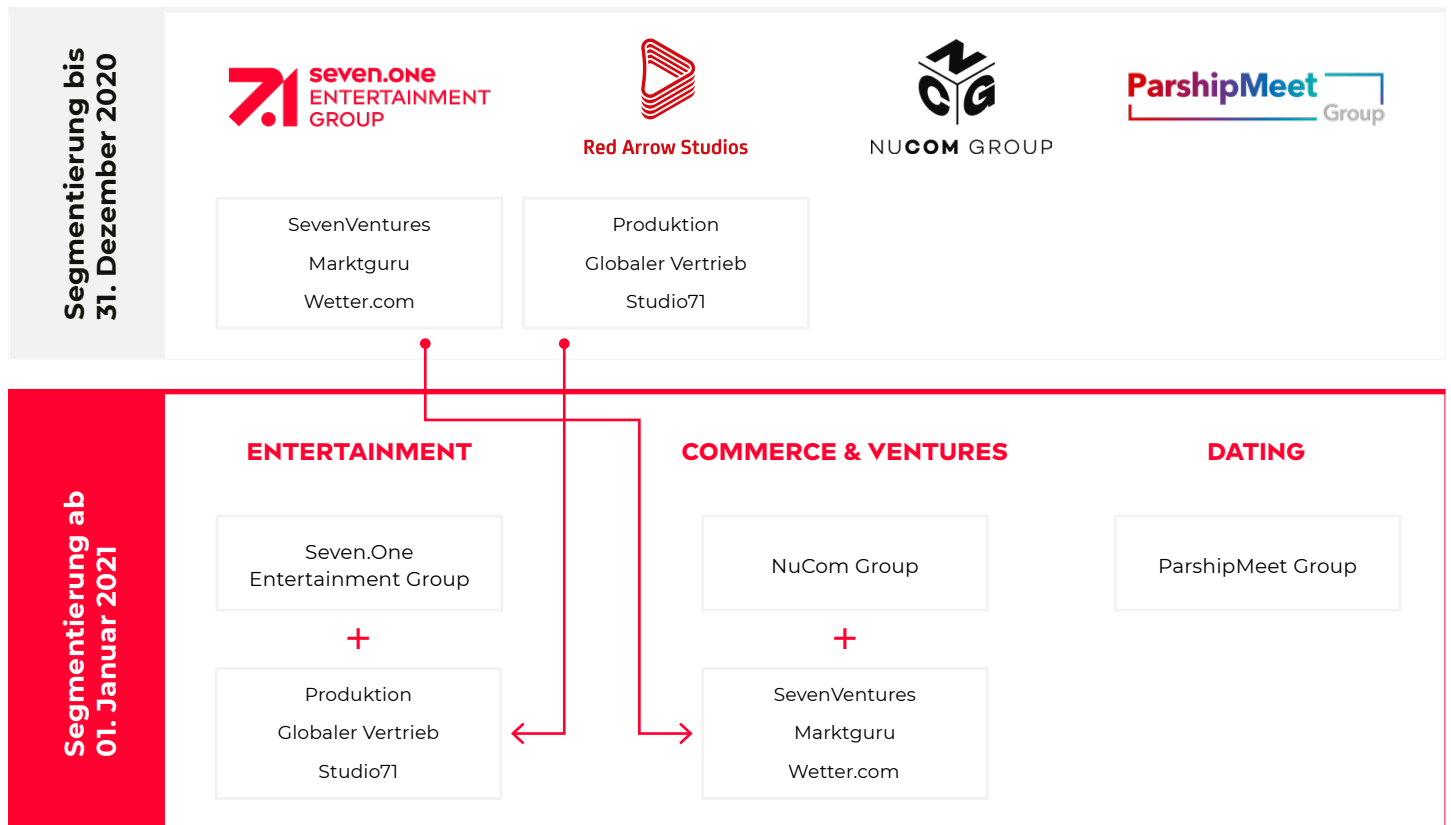 Segmentierung bis
31. Dezember 2020
seven.one
ENTERTAINMENT
GROUP
Red Arrow Studios
NCG
NUCOM GROUP
ParshipMeet
Group
SevenVentures
Marktguru
Wetter.com
Produktion
Globaler Vertrieb
Studio71
Segmentierung ab
01. Januar 2021
ENTERTAINMENT
COMMERCE & VENTURES
DATING
Seven.One
Entertainment Group
NuCom Group
ParshipMeet Group
+
+
Produktion
Globaler Vertrieb
Studio71
SevenVentures
Marktguru
Wetter.com